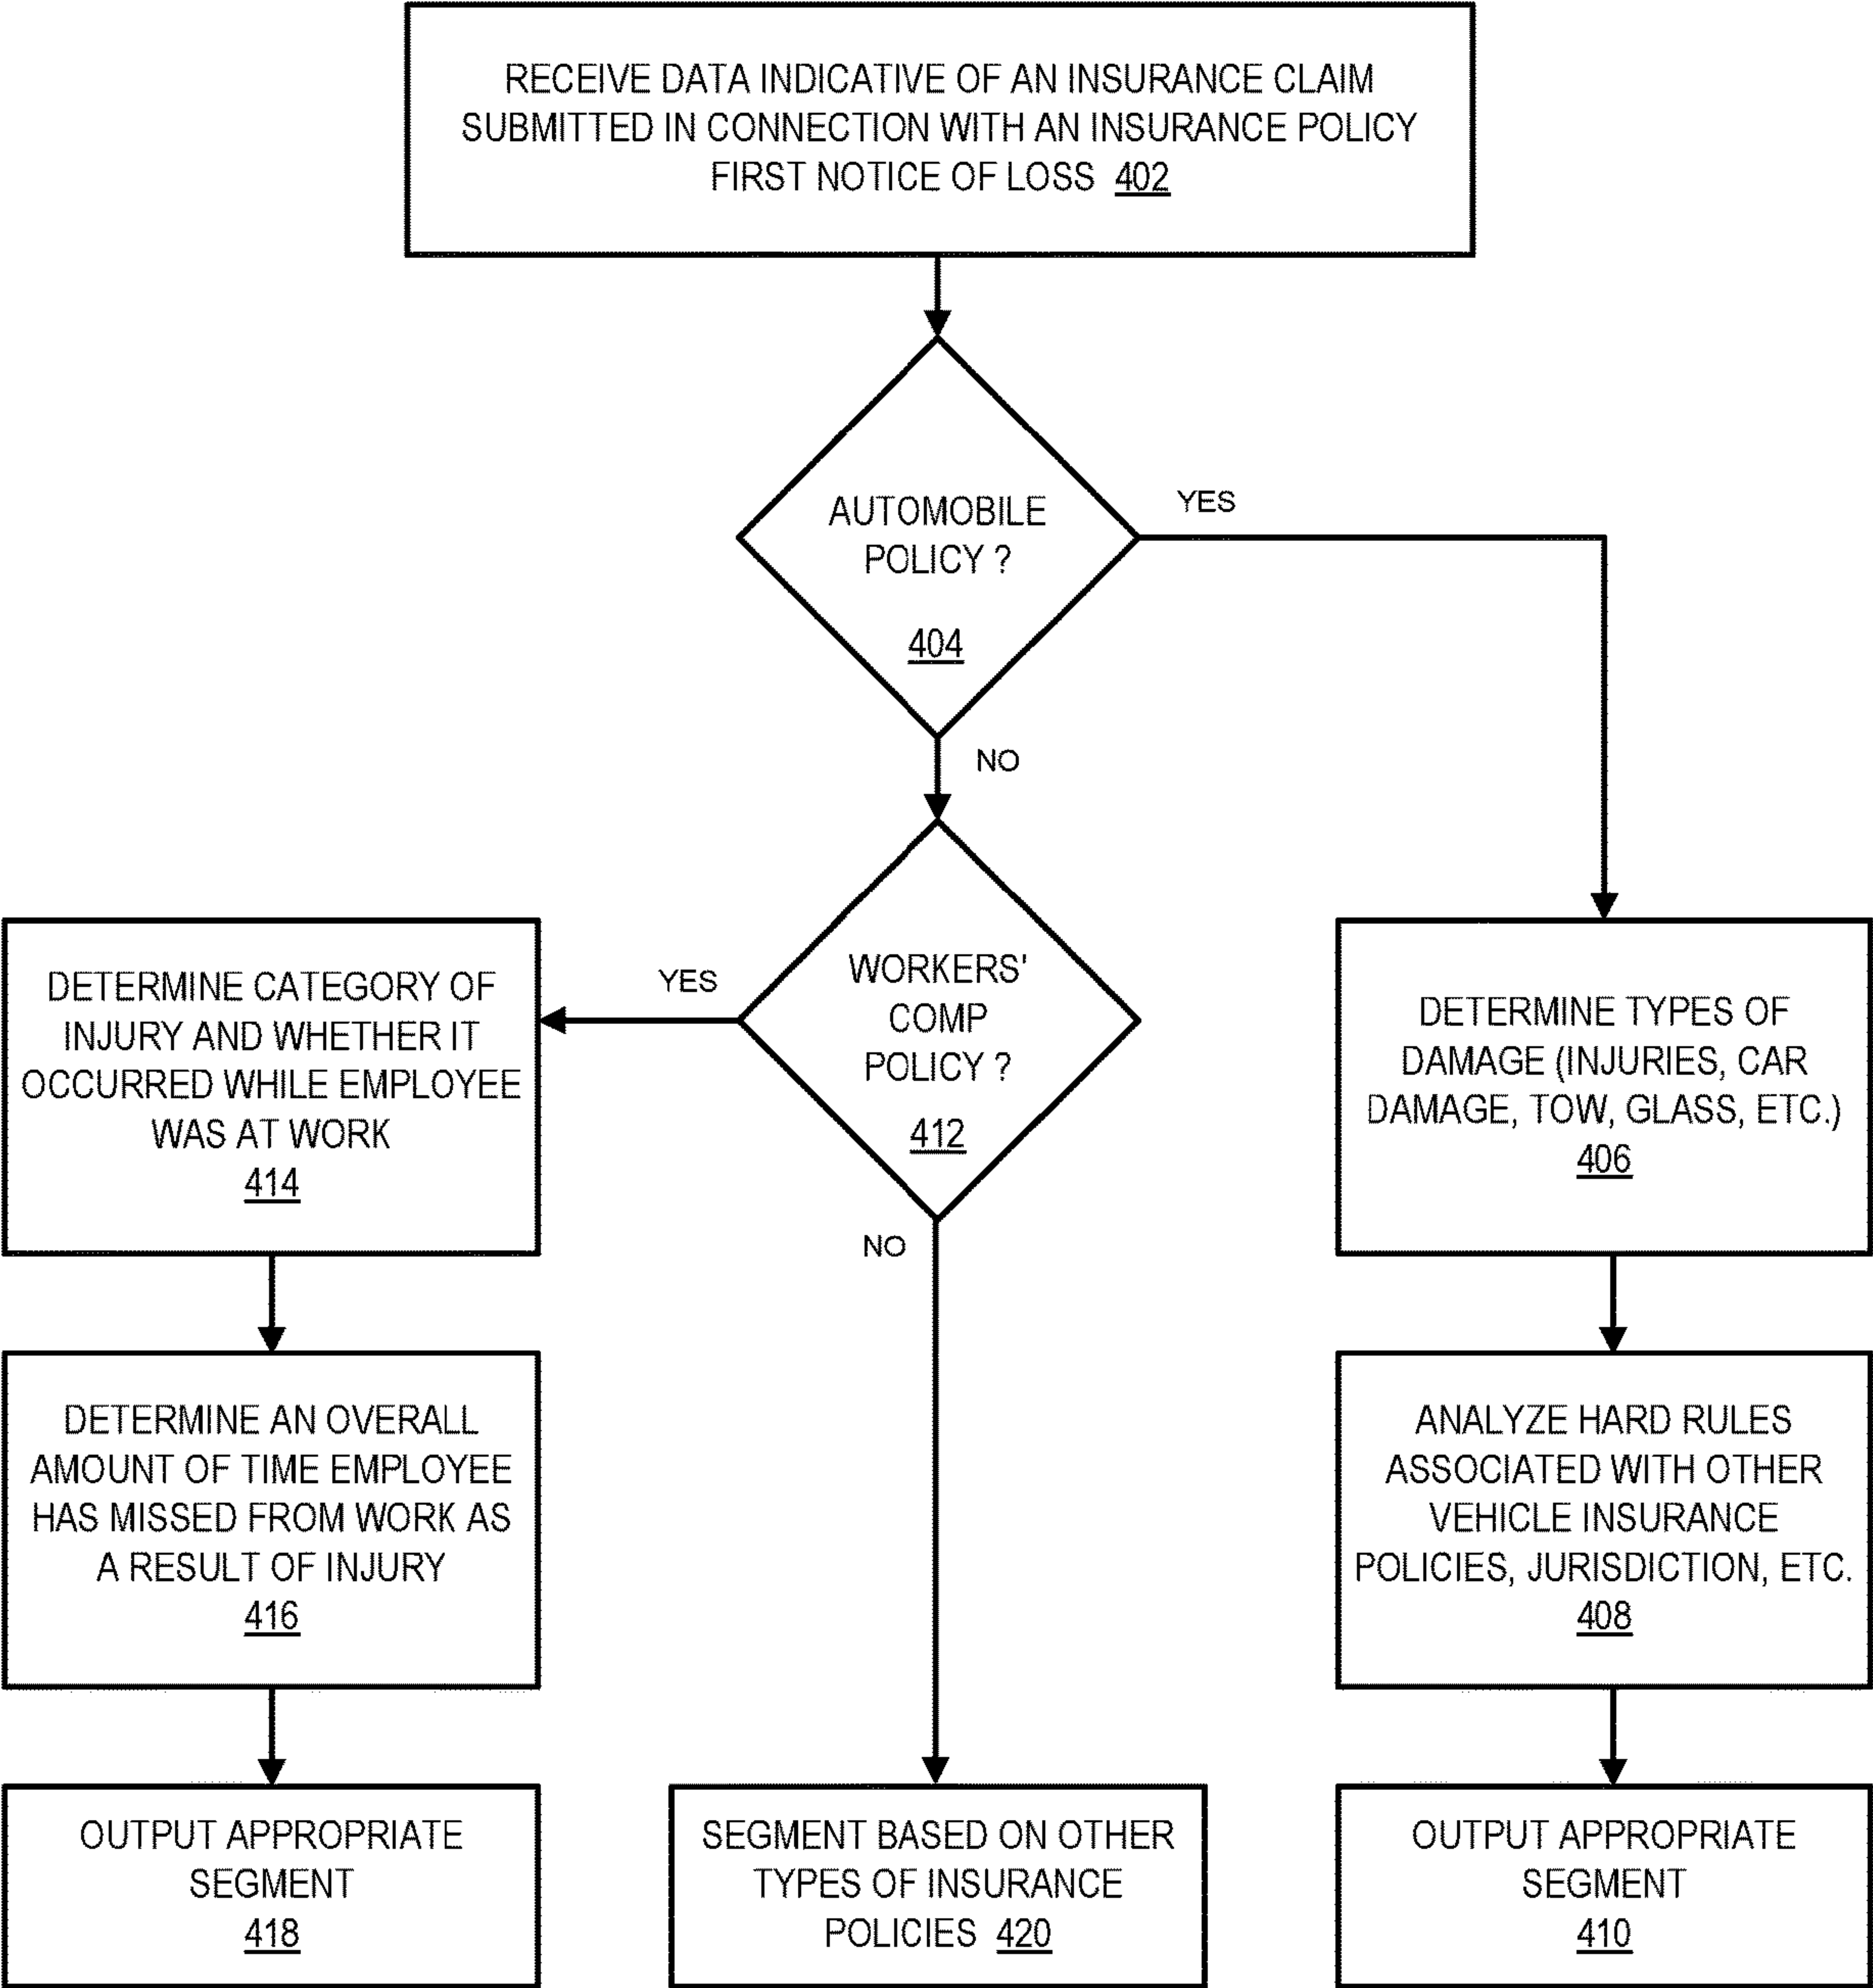 RECEIVE DATA INDICATIVE OF AN INSURANCE CLAIM
SUBMITTED IN CONNECTION WITH AN INSURANCE POLICY
FIRST NOTICE OF LOSS 402
AUTOMOBILE
POLICY ?
404
YES
NO
WORKERS'
COMP
POLICY ?
412
YES
NO
DETERMINE CATEGORY OF
INJURY AND WHETHER IT
OCCURRED WHILE EMPLOYEE
WAS AT WORK
414
DETERMINE TYPES OF
DAMAGE (INJURIES, CAR
DAMAGE, TOW, GLASS, ETC.)
406
DETERMINE AN OVERALL
AMOUNT OF TIME EMPLOYEE
HAS MISSED FROM WORK AS
A RESULT OF INJURY
416
ANALYZE HARD RULES
ASSOCIATED WITH OTHER
VEHICLE INSURANCE
POLICIES, JURISDICTION, ETC.
408
OUTPUT APPROPRIATE
SEGMENT
418
SEGMENT BASED ON OTHER
TYPES OF INSURANCE
POLICIES 420
OUTPUT APPROPRIATE
SEGMENT
410